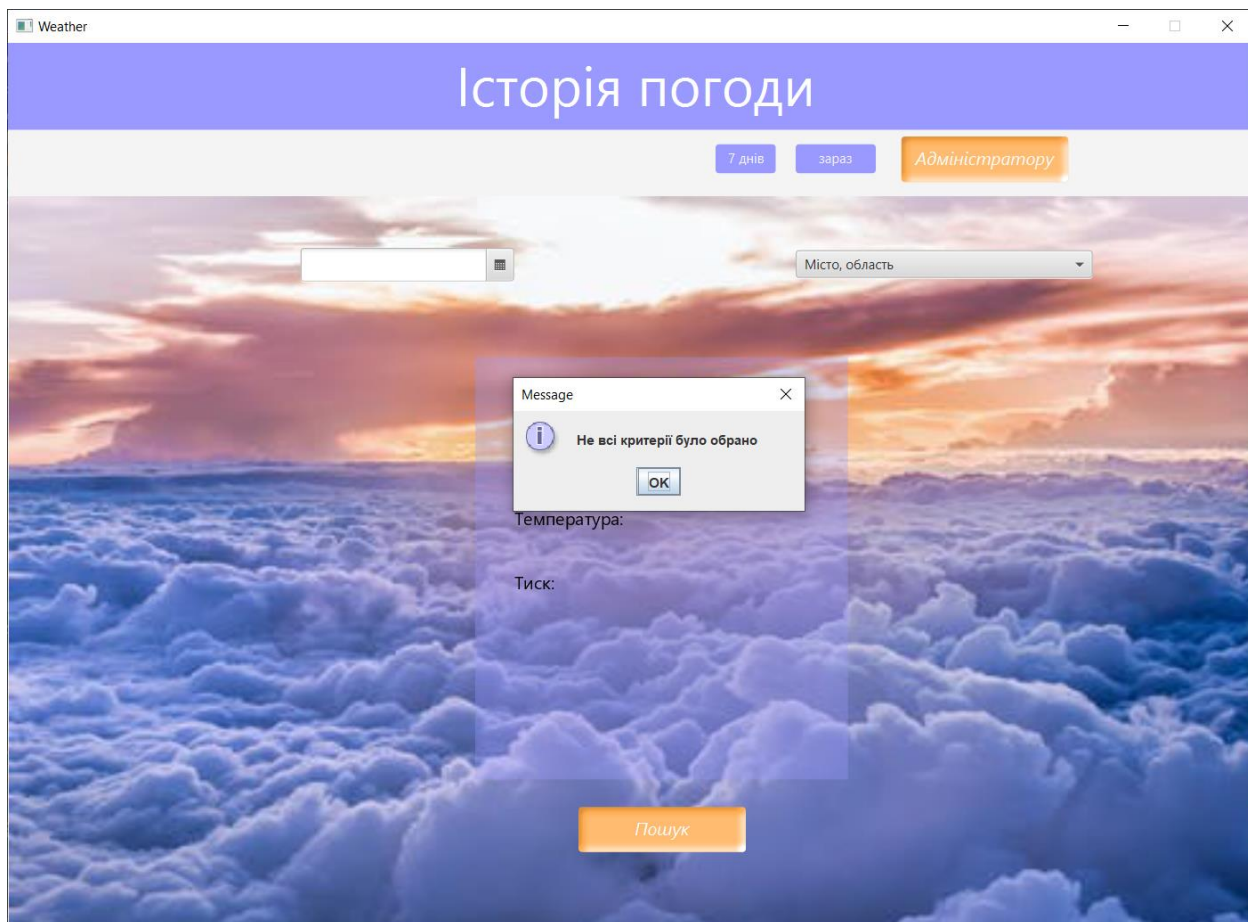 Weather
Історія погоди
7 днів зараз Адміністратору
Місто, область
Message
Не всі критерії було обрано
OK
Температура:
Тиск:
Пошук